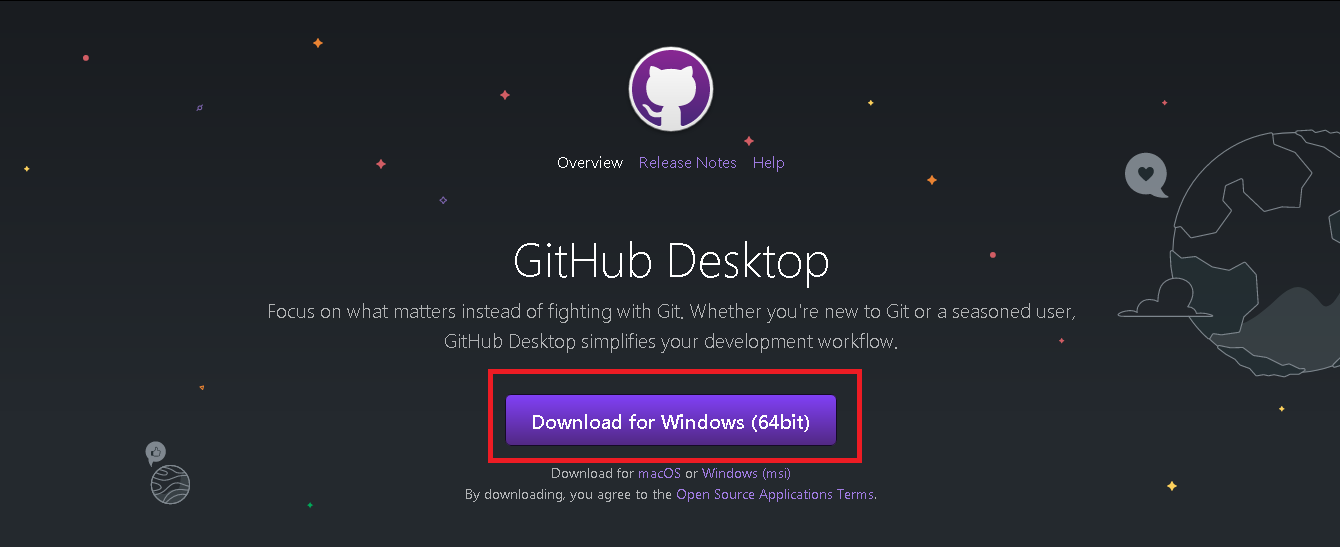 Overview Release Notes Help
GitHub Desktop
Focus on what matters instead of fighting with Git. Whether you're new to Git or a seasoned user,
GitHub Desktop simplifies your development workflow.
Download for Windows (64bit)
Download for macOS or Windows (msi)
By downloading, you agree to the Open Source Applications Terms.